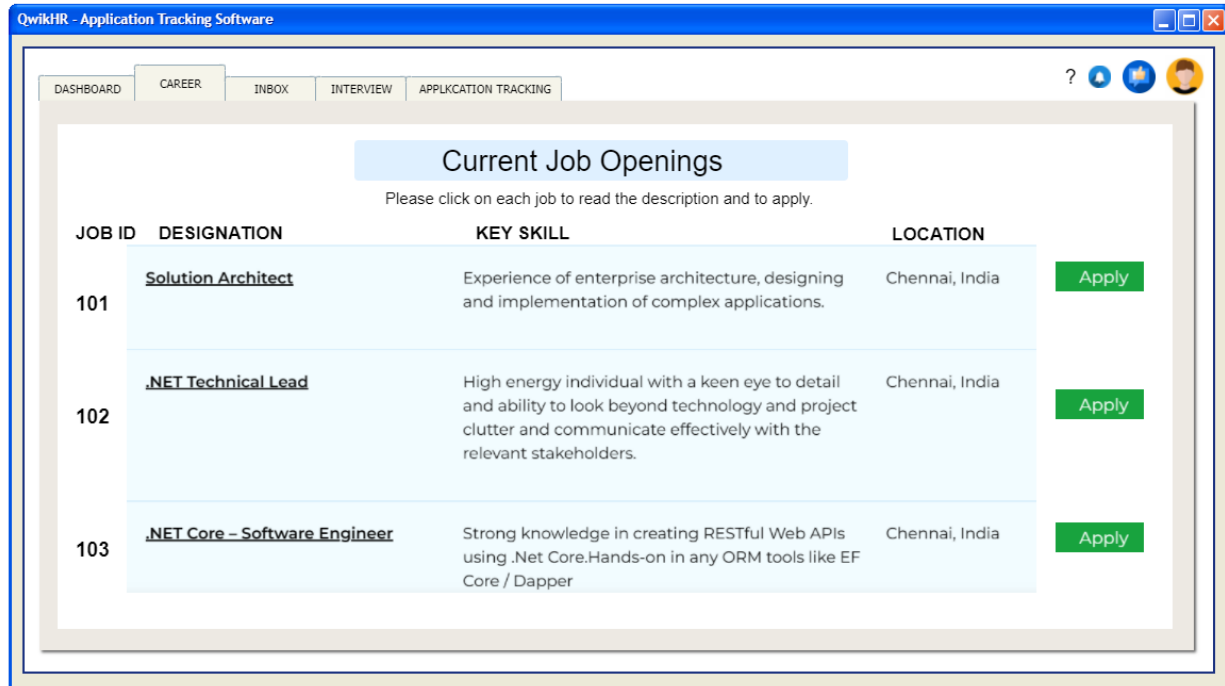 QwikHR - Application Tracking Software
DASHBOARD
CAREER
INBOX
INTERVIEW
APPLKCATION TRACKING
?
Current Job Openings
Please click on each job to read the description and to apply.
JOB ID DESIGNATION KEY SKILL LOCATION
101
Solution Architect
Experience of enterprise architecture, designing
and implementation of complex applications.
Chennai, India
Apply
102
.NET Technical Lead
High energy individual with a keen eye to detail
and ability to look beyond technology and project
clutter and communicate effectively with the
relevant stakeholders.
Chennai, India
Apply
103
.NET Core – Software Engineer
Strong knowledge in creating RESTful Web APIs
using .Net Core.Hands-on in any ORM tools like EF
Core / Dapper
Chennai, India
Apply